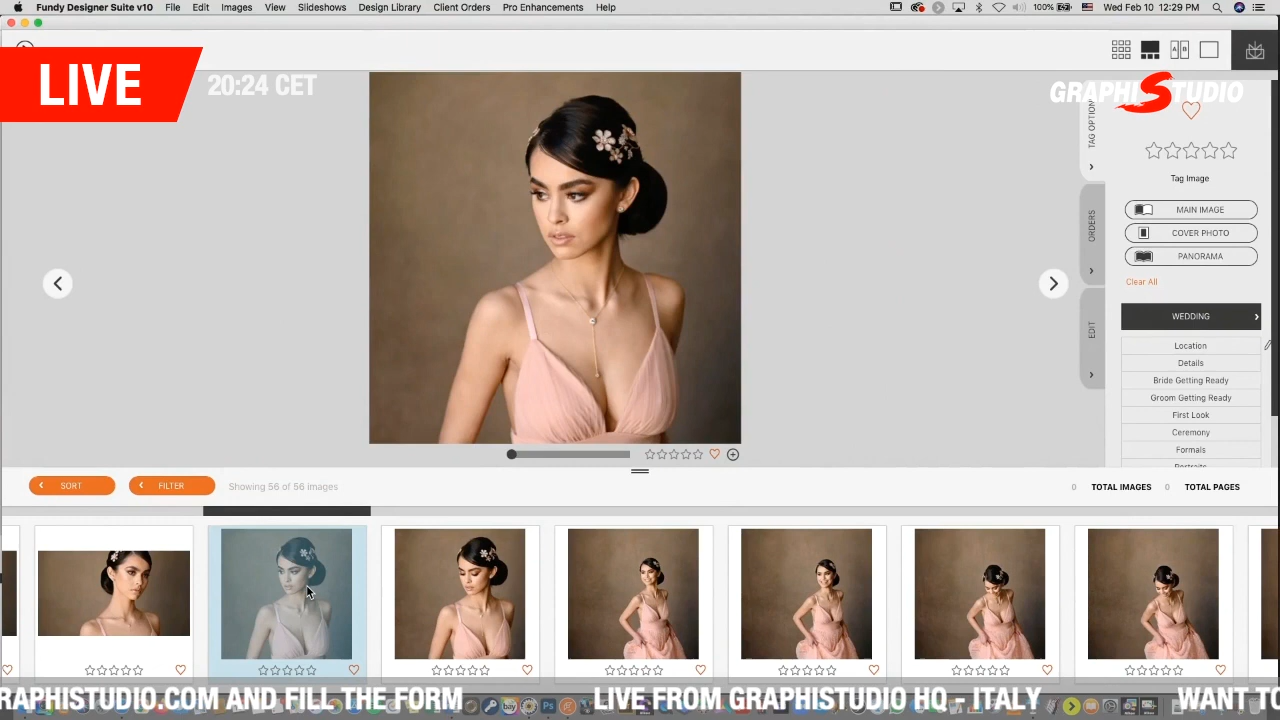 Fundy Designer Suite v10 File Edit Images View Slideshows Design Library Client Orders Pro Enhancements Help 100% Wed Feb 10 12:29 PM
LIVE
20:24 CET
GRAPHISTUDIO
A B
TAG OPTION
Tag Image
MAIN IMAGE
COVER PHOTO
PANORAMA
Clear All
ORDERS
WEDDING
EDIT
Location
Details
Bride Getting Ready
Groom Getting Ready
First Look
Ceremony
Formals
Portraits
SORT FILTER Showing 56 of 56 images 0 TOTAL IMAGES 0 TOTAL PAGES
RAPHISTUDIO.COM AND FILL THE FORM LIVE FROM GRAPHISTUDIO HQ - ITALY WANT TO
bay Ps